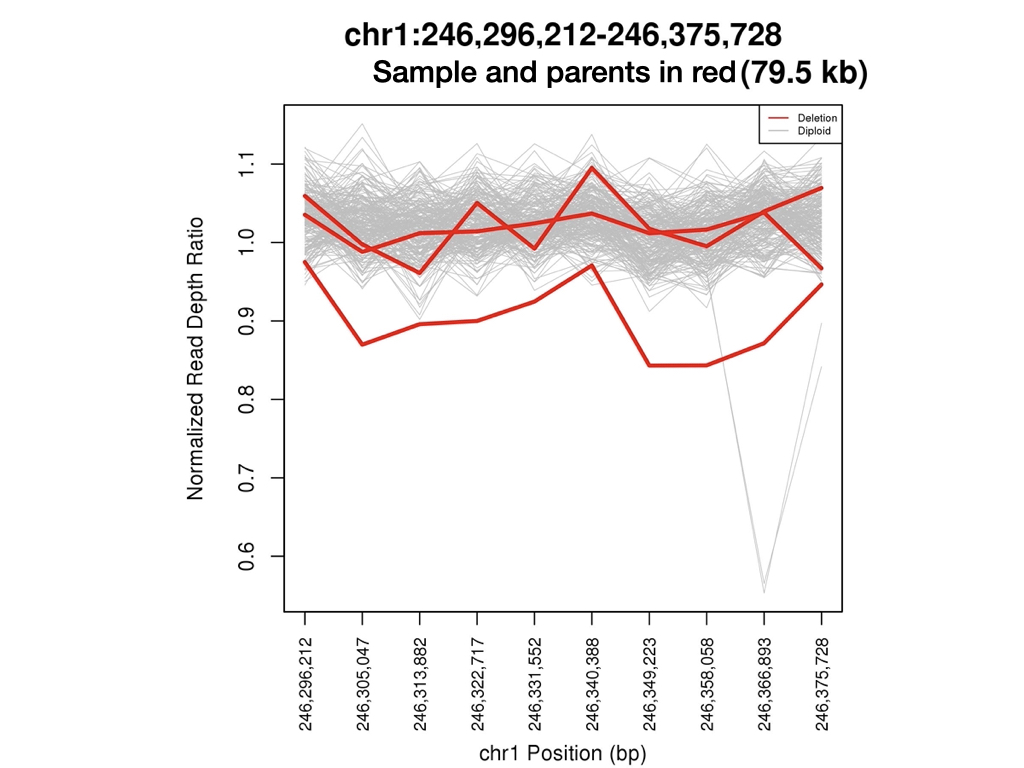 chr1:246,296,212-246,375,728
Sample and parents in red (79.5 kb)
Deletion
Diploid
Normalized Read Depth Ratio
1.1
1.0
0.9
0.8
0.7
0.6
246,296,212
246,305,047
246,313,882
246,322,717
246,331,552
246,340,388
246,349,223
246,358,058
246,366,893
246,375,728
chr1 Position (bp)